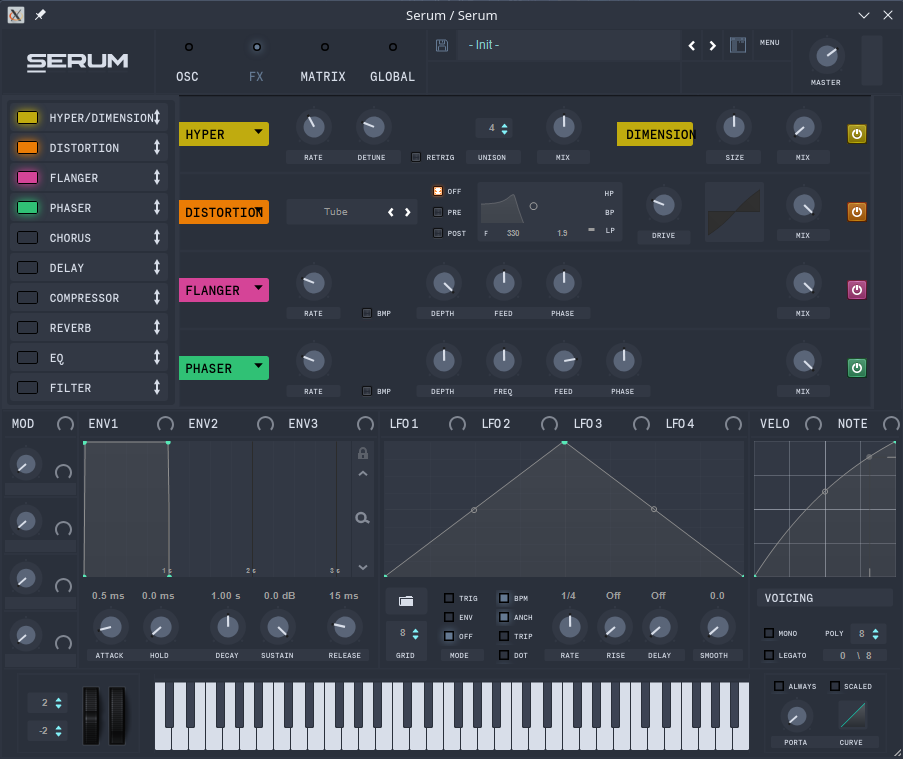 Serum / Serum
SERUM
OSC FX MATRIX GLOBAL
- Init -
MENU
MASTER
HYPER/DIMENSION
DISTORTION
FLANGER
PHASER
CHORUS
DELAY
COMPRESSOR
REVERB
EQ
FILTER
HYPER
4
DIMENSION
RATE DETUNE RETRIG UNISON MIX SIZE MIX
DISTORTION
Tube
OFF
PRE
POST
HP
BP
LP
F 330 1.9
DRIVE MIX
FLANGER
RATE BMP DEPTH FEED PHASE MIX
PHASER
RATE BMP DEPTH FREQ FEED PHASE MIX
MOD ENV1 ENV2 ENV3 LFO1 LFO2 LFO3 LFO4 VELO NOTE
1 s 2 s 3 s
0.5 ms 0.0 ms 1.00 s 0.0 dB 15 ms
ATTACK HOLD DECAY SUSTAIN RELEASE
8
GRID
TRIG
ENV
OFF
MODE
BPM
ANCH
TRIP
DOT
1/4 Off Off 0.0
RATE RISE DELAY SMOOTH
VOICING
MONO POLY 8
LEGATO 0 \ 8
2
-2
ALWAYS SCALED
PORTA CURVE